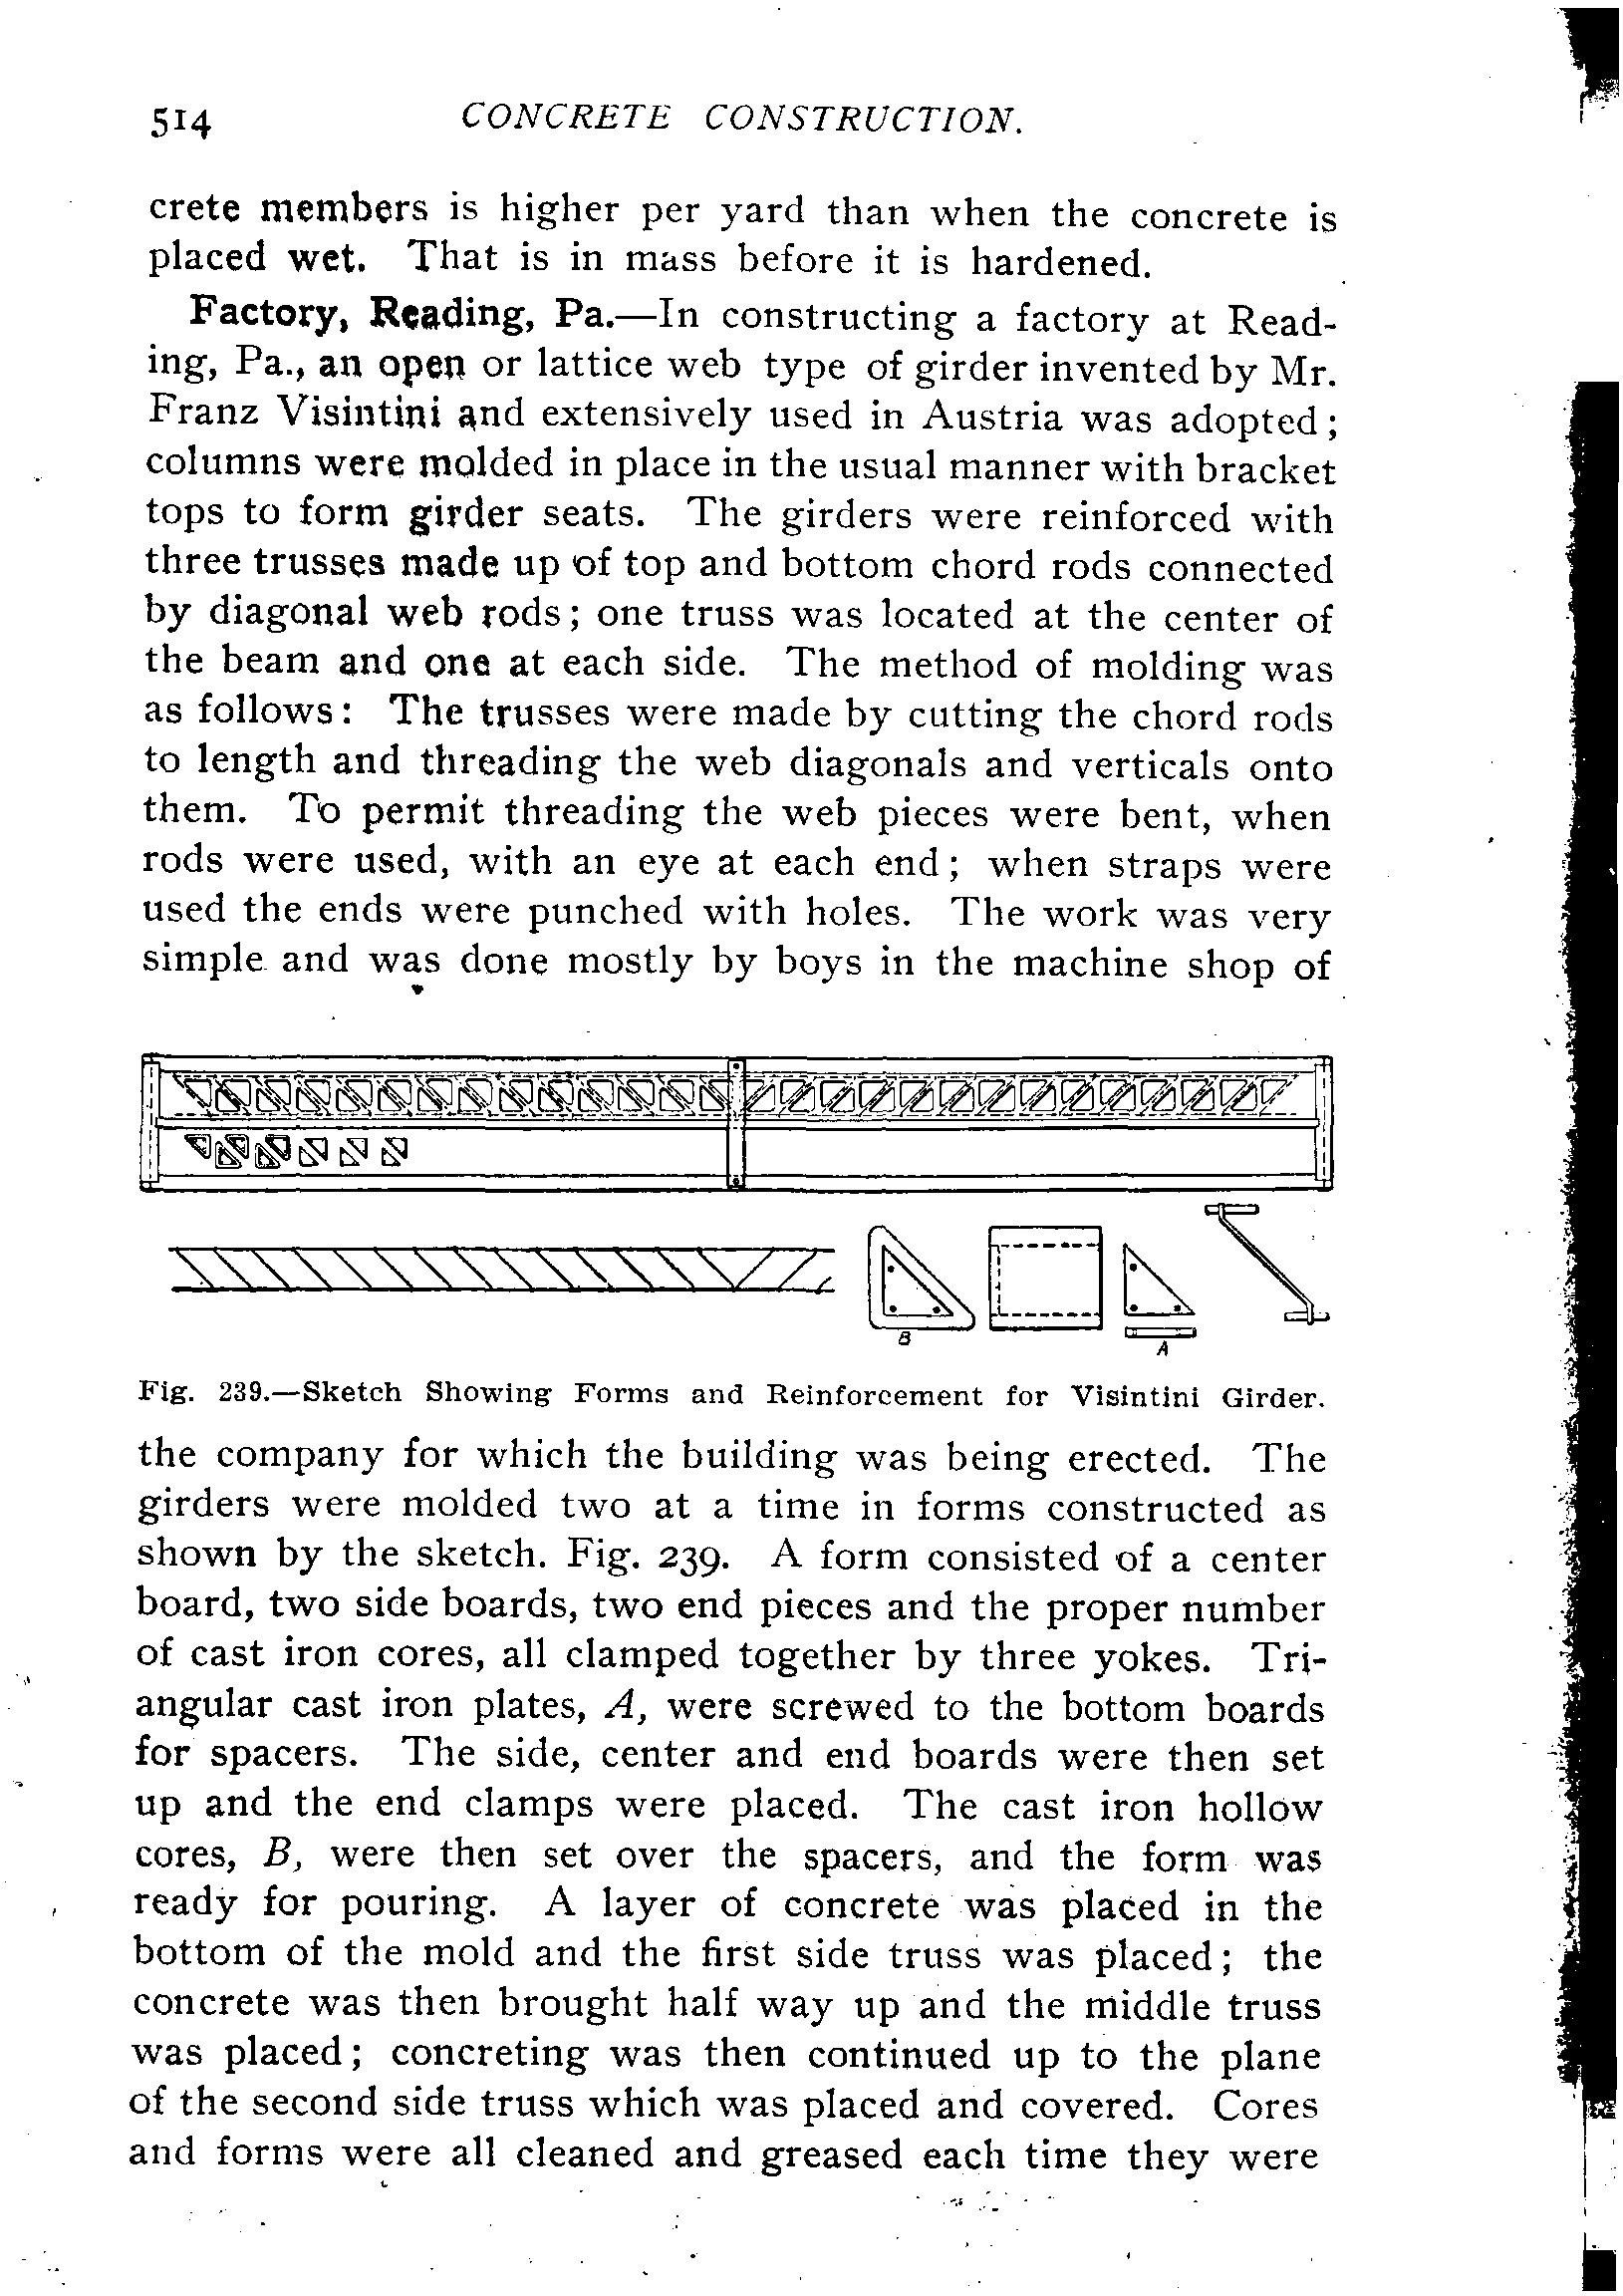 514 CONCRETE CONSTRUCTION.
crete members is higher per yard than when the concrete is
placed wet. That is in mass before it is hardened.
Factory, Reading, Pa.—In constructing a factory at Read-
ing, Pa., an open or lattice web type of girder invented by Mr.
Franz Visintini and extensively used in Austria was adopted;
columns were molded in place in the usual manner with bracket
tops to form girder seats. The girders were reinforced with
three trusses made up of top and bottom chord rods connected
by diagonal web rods; one truss was located at the center of
the beam and one at each side. The method of molding was
as follows: The trusses were made by cutting the chord rods
to length and threading the web diagonals and verticals onto
them. To permit threading the web pieces were bent, when
rods were used, with an eye at each end; when straps were
used the ends were punched with holes. The work was very
simple and was done mostly by boys in the machine shop of
B
A
Fig. 239.—Sketch Showing Forms and Reinforcement for Visintini Girder.
the company for which the building was being erected. The
girders were molded two at a time in forms constructed as
shown by the sketch. Fig. 239. A form consisted of a center
board, two side boards, two end pieces and the proper number
of cast iron cores, all clamped together by three yokes. Tri-
angular cast iron plates, A, were screwed to the bottom boards
for spacers. The side, center and end boards were then set
up and the end clamps were placed. The cast iron hollow
cores, B, were then set over the spacers, and the form was
ready for pouring. A layer of concrete was placed in the
bottom of the mold and the first side truss was placed; the
concrete was then brought half way up and the middle truss
was placed; concreting was then continued up to the plane
of the second side truss which was placed and covered. Cores
and forms were all cleaned and greased each time they were